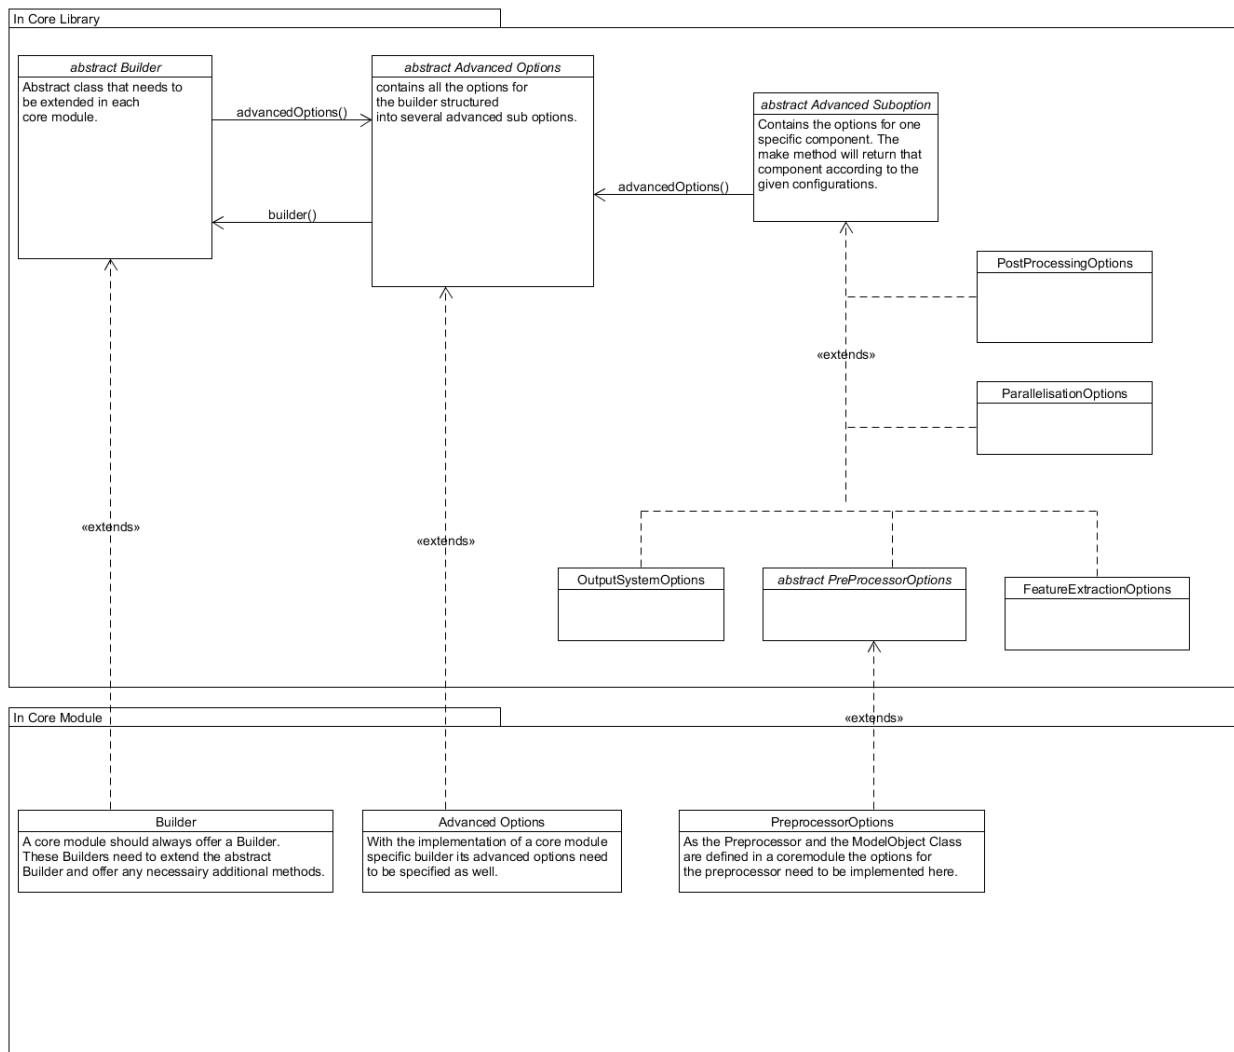 In Core Library
abstract Builder
Abstract class that needs to
be extended in each
core module.
advancedOptions()
builder()
abstract Advanced Options
contains all the options for
the builder structured
into several advanced sub options.
advancedOptions()
abstract Advanced Suboption
Contains the options for one
specific component. The
make method will return that
component according to the
given configurations.
PostProcessingOptions
«extends»
ParallelisationOptions
«extends»
«extends»
OutputSystemOptions
abstract PreProcessorOptions
FeatureExtractionOptions
In Core Module
«extends»
Builder
A core module should always offer a Builder.
These Builders need to extend the abstract
Builder and offer any necessairy additional methods.
Advanced Options
With the implementation of a core module
specific builder its advanced options need
to be specified as well.
PreprocessorOptions
As the Preprocessor and the ModelObject Class
are defined in a coremodule the options for
the preprocessor need to be implemented here.